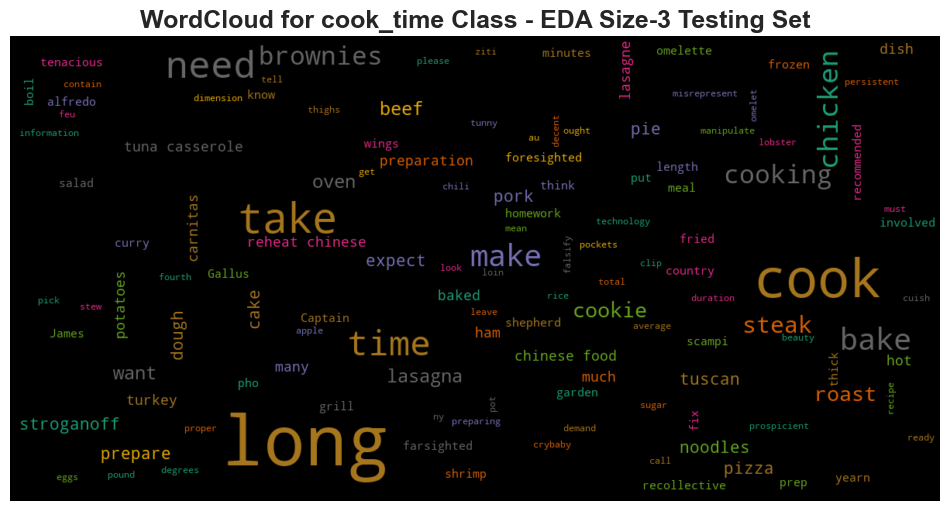 WordCloud for cook_time Class - EDA Size-3 Testing Set
need
brownies
tenacious
ziti
minutes
omelette
dish
please
lasagne
frozen
tell
boil
contain
dimension
know
alfredo
feu
beef
thighs
misrepresent
omelet
persistent
chicken
information
tunny
au
decent
ought
pie
manipulate
lobster
tuna casserole
wings
preparation
foresighted
get
recommended
salad
oven
chili
think
pork
put
length
meal
cooking
must
carnitas
take
homework
mean
technology
involved
curry
reheat chinese
expect
make
look
loin
falsify
pockets
fried
clip
country
cook
fourth
Gallus
potatoes
pick
stew
cake
baked
rice
total
duration
cuish
James
dough
Captain
apple
time
leave
ham
shepherd
cookie
average
steak
beauty
bake
scampi
hot
want
many
lasagna
chinese food
much
tuscan
thick
pho
garden
roast
recipe
turkey
grill
pot
sugar
stroganoff
proper
long
ny
preparing
demand
fix
prospicient
prepare
farsighted
crybaby
noodles
ready
eggs
pound
degrees
shrimp
call
recollective
pizza
prep
yearn